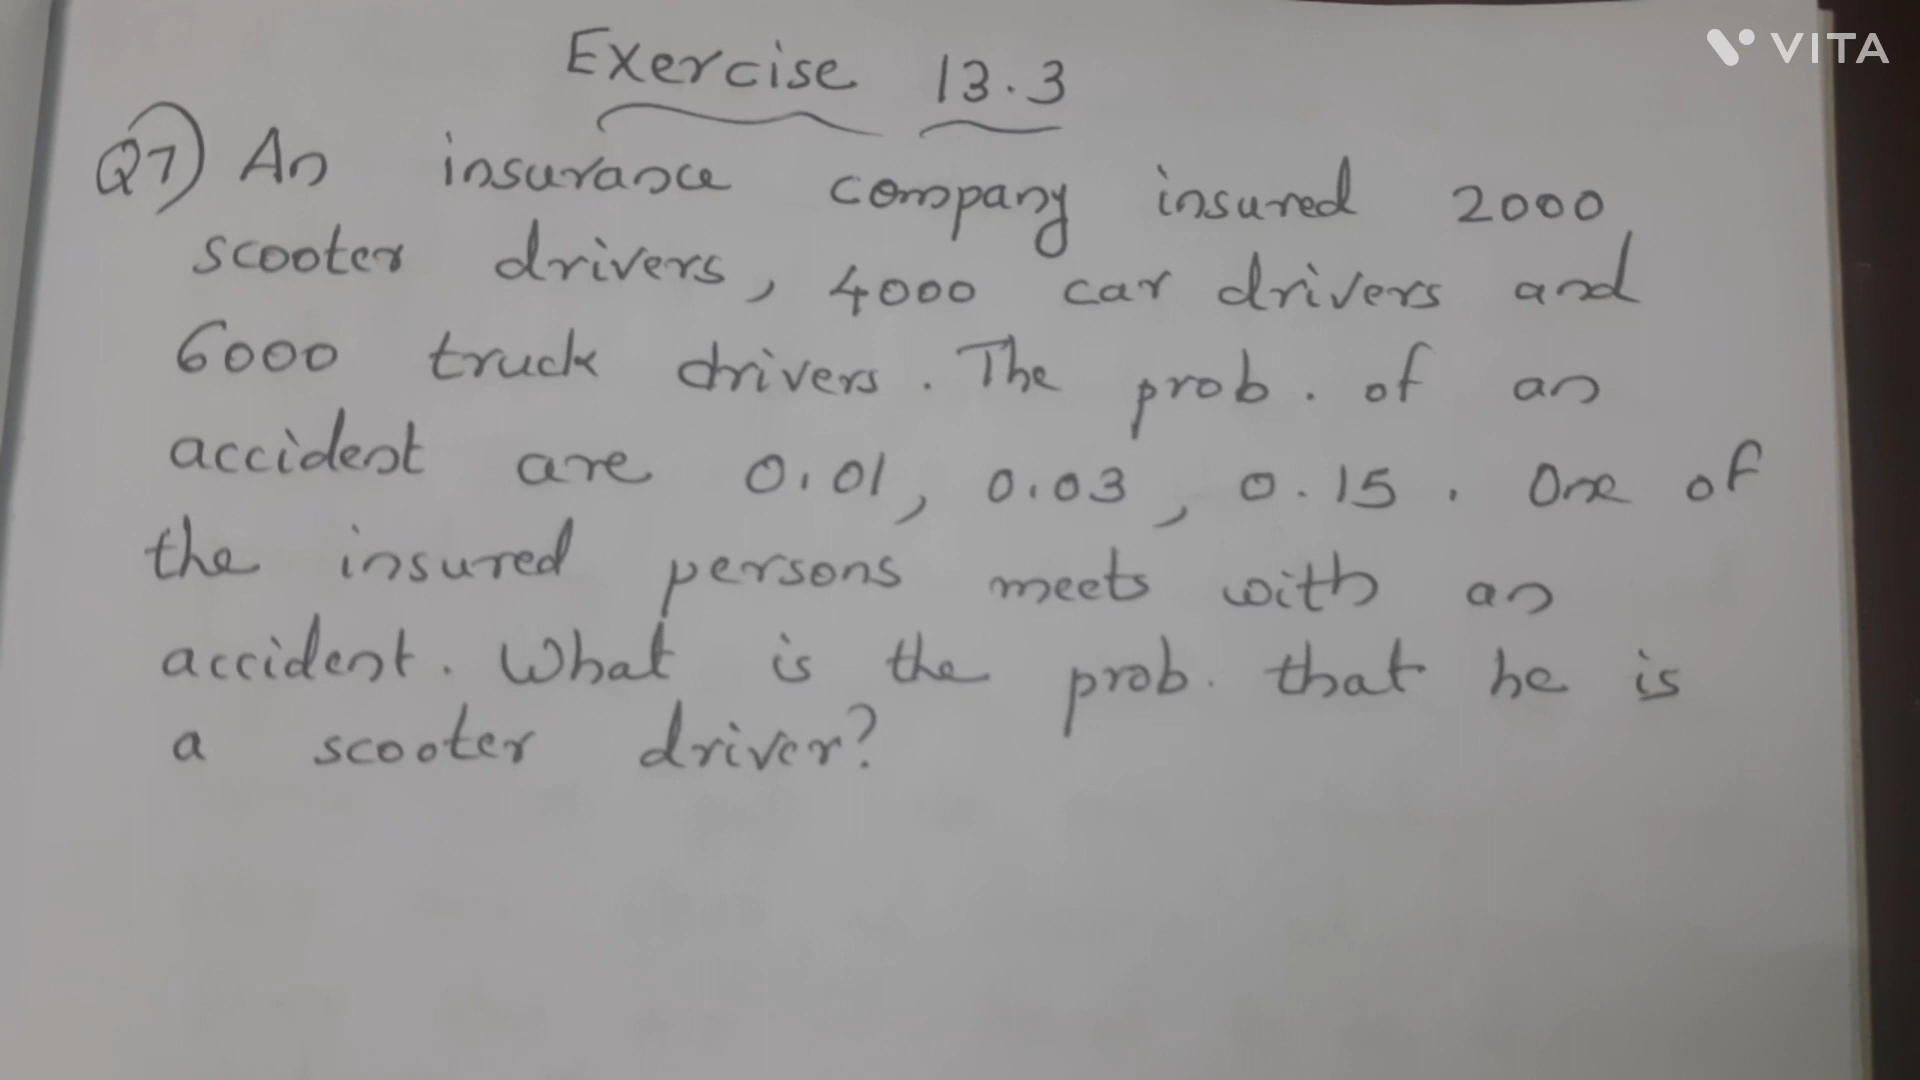 VITA
Exercise 13.3
Q7) An insurance company insured 2000
scooter drivers, 4000 car drivers and
6000 truck drivers. The prob. of an
accident are 0.01, 0.03, 0.15. One of
the insured persons meets with an
accident. What is the prob. that he is
a scooter driver?